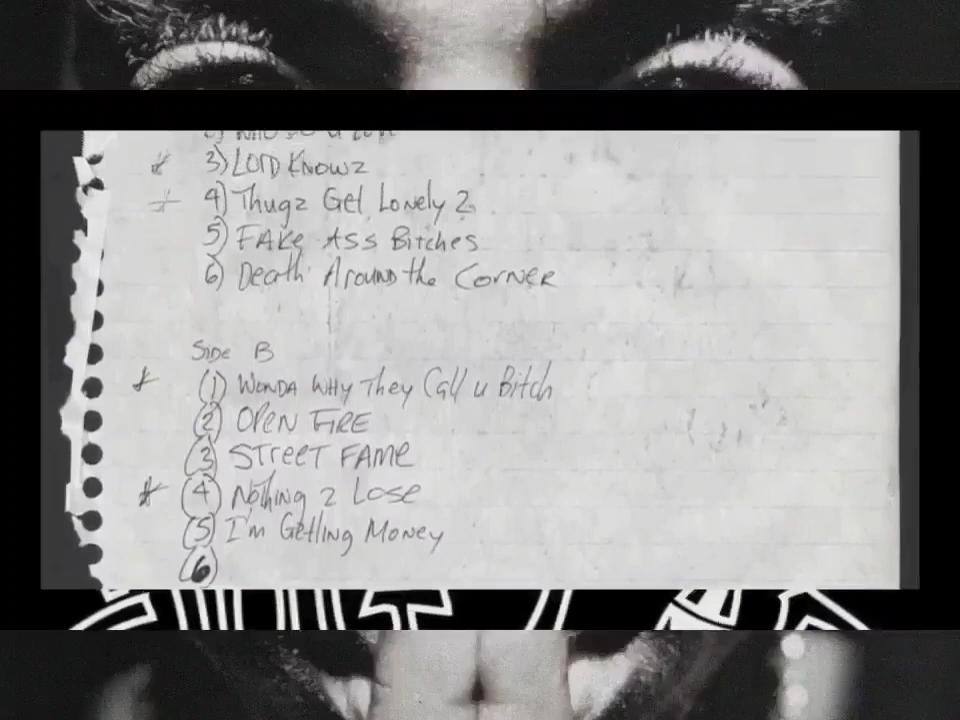 3) LORD KNOWZ
4) Thugz Get Lonely 2
5) FAKe Ass Bitches
6) Death Around the Corner
Side B
(1) WONDA WHY They Call U Bitch
(2) OPEN FIRE
(3) STReeT FAMe
(4) Nothing 2 Lose
(5) I'm Getting Money
(6)